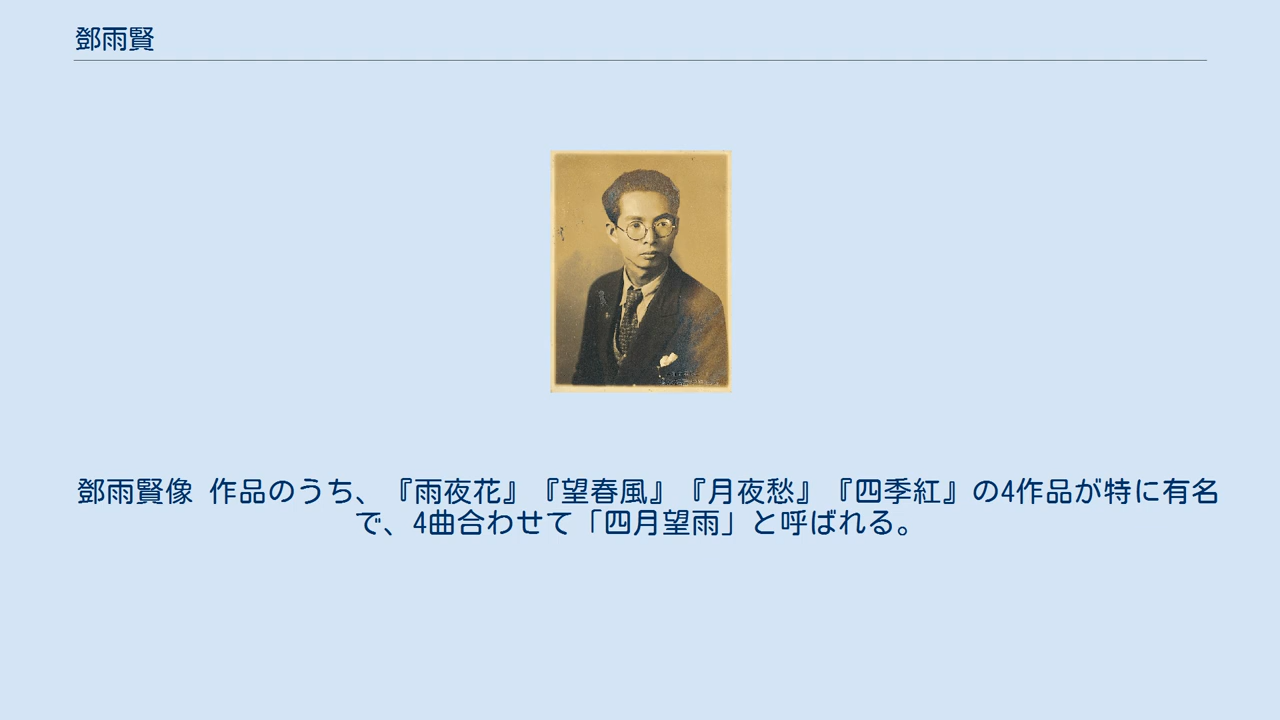 鄧雨賢
鄧雨賢像 作品のうち、『雨夜花』『望春風』『月夜愁』『四季紅』の4作品が特に有名
で、4曲合わせて「四月望雨」と呼ばれる。